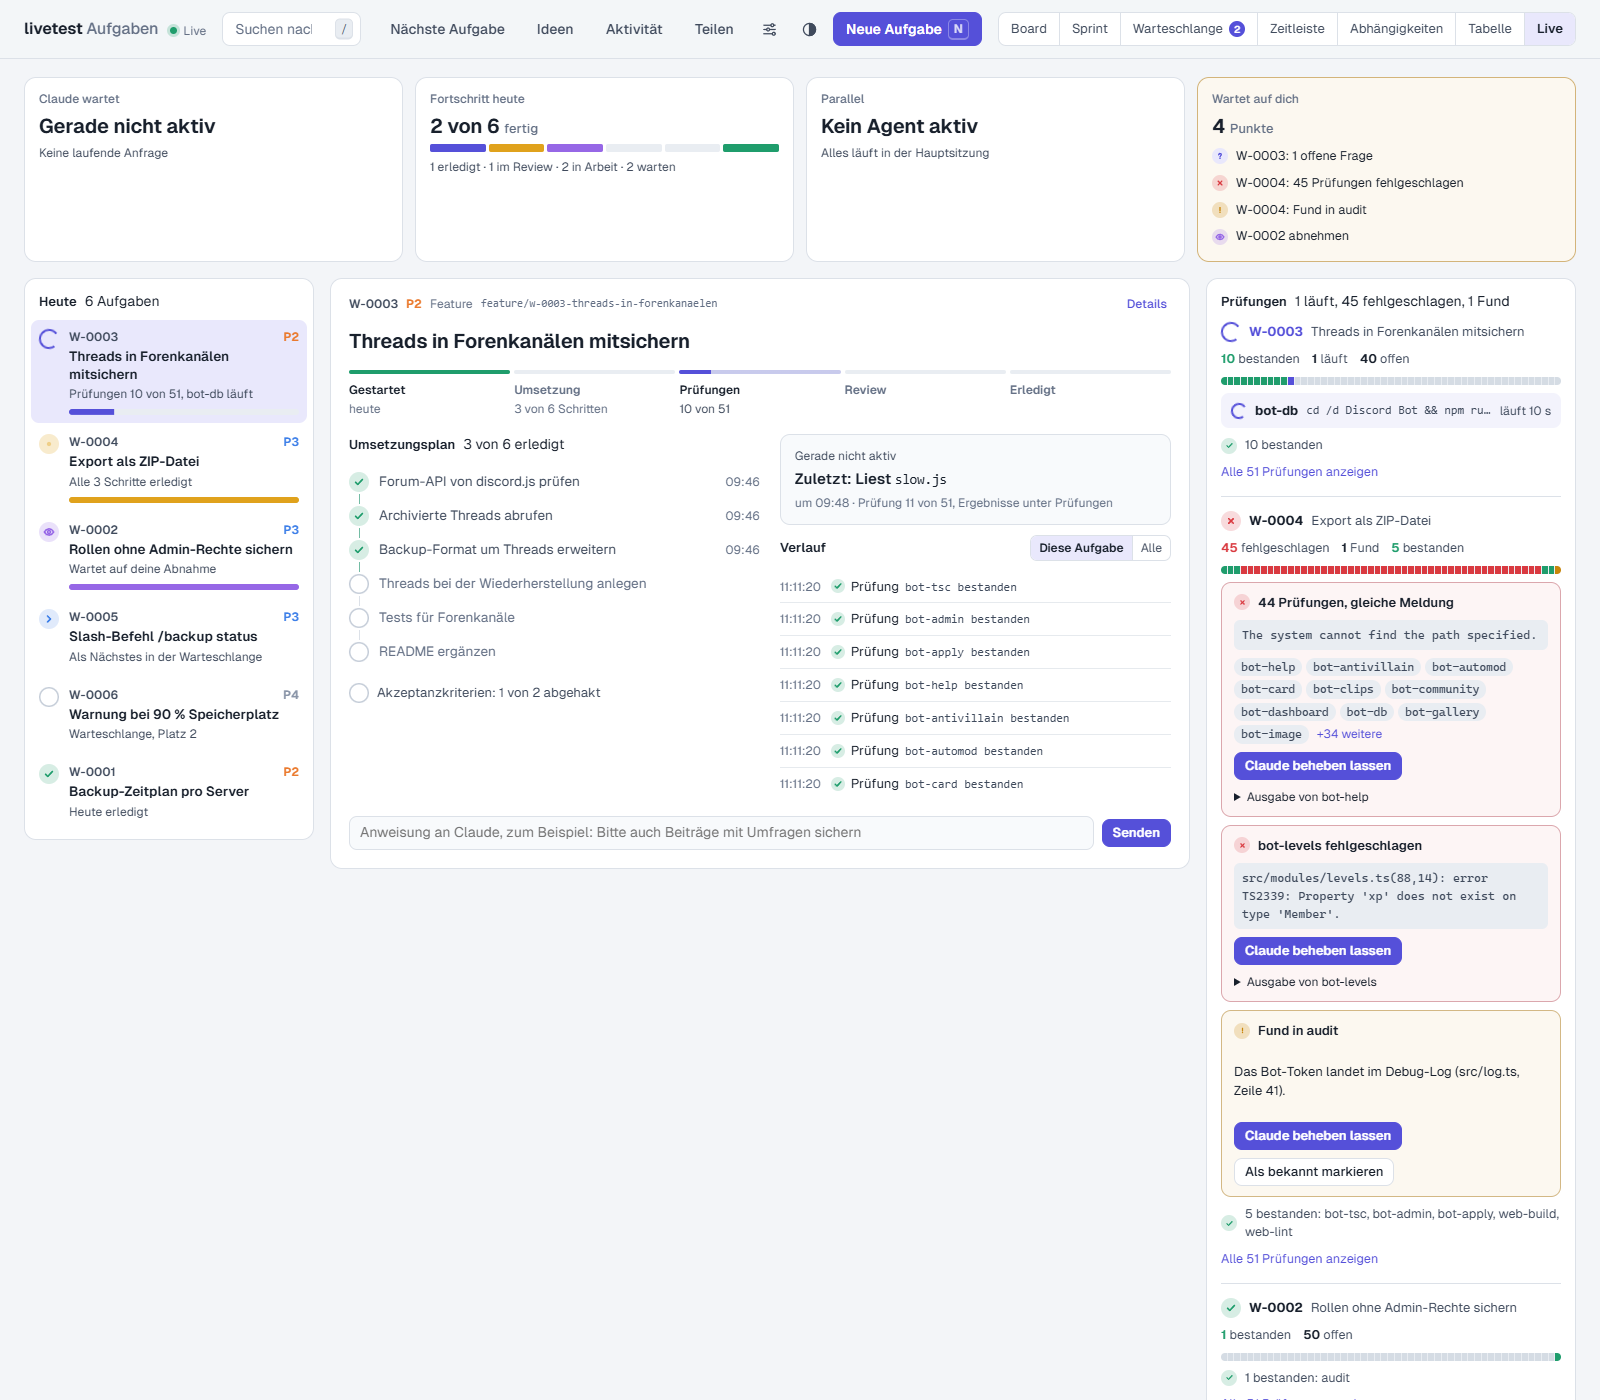 livetest Aufgaben Live Suchen nacl / Nächste Aufgabe Ideen Aktivität Teilen Neue Aufgabe N Board Sprint Warteschlange 2 Zeitleiste Abhängigkeiten Tabelle Live
Claude wartet
Gerade nicht aktiv
Keine laufende Anfrage
Fortschritt heute
2 von 6 fertig
1 erledigt · 1 im Review · 2 in Arbeit · 2 warten
Parallel
Kein Agent aktiv
Alles läuft in der Hauptsitzung
Wartet auf dich
4 Punkte
? W-0003: 1 offene Frage
W-0004: 45 Prüfungen fehlgeschlagen
! W-0004: Fund in audit
W-0002 abnehmen
Heute 6 Aufgaben
W-0003 P2
Threads in Forenkanälen
mitsichern
Prüfungen 10 von 51, bot-db läuft
W-0004 P3
Export als ZIP-Datei
Alle 3 Schritte erledigt
W-0002 P3
Rollen ohne Admin-Rechte sichern
Wartet auf deine Abnahme
W-0005 P3
Slash-Befehl /backup status
Als Nächstes in der Warteschlange
W-0006 P4
Warnung bei 90 % Speicherplatz
Warteschlange, Platz 2
W-0001 P2
Backup-Zeitplan pro Server
Heute erledigt
W-0003 P2 Feature feature/w-0003-threads-in-forenkanaelen Details
Threads in Forenkanälen mitsichern
Gestartet Umsetzung Prüfungen Review Erledigt
heute 3 von 6 Schritten 10 von 51
Umsetzungsplan 3 von 6 erledigt
Forum-API von discord.js prüfen 09:46
Archivierte Threads abrufen 09:46
Backup-Format um Threads erweitern 09:46
Threads bei der Wiederherstellung anlegen
Tests für Forenkanäle
README ergänzen
Akzeptanzkriterien: 1 von 2 abgehakt
Gerade nicht aktiv
Zuletzt: Liest slow.js
um 09:48 · Prüfung 11 von 51, Ergebnisse unter Prüfungen
Verlauf Diese Aufgabe Alle
11:11:20 Prüfung bot-tsc bestanden
11:11:20 Prüfung bot-admin bestanden
11:11:20 Prüfung bot-apply bestanden
11:11:20 Prüfung bot-help bestanden
11:11:20 Prüfung bot-antivillain bestanden
11:11:20 Prüfung bot-automod bestanden
11:11:20 Prüfung bot-card bestanden
Anweisung an Claude, zum Beispiel: Bitte auch Beiträge mit Umfragen sichern Senden
Prüfungen 1 läuft, 45 fehlgeschlagen, 1 Fund
W-0003 Threads in Forenkanälen mitsichern
10 bestanden 1 läuft 40 offen
bot-db cd /d Discord Bot && npm ru… läuft 10 s
10 bestanden
Alle 51 Prüfungen anzeigen
W-0004 Export als ZIP-Datei
45 fehlgeschlagen 1 Fund 5 bestanden
44 Prüfungen, gleiche Meldung
The system cannot find the path specified.
bot-help bot-antivillain bot-automod
bot-card bot-clips bot-community
bot-dashboard bot-db bot-gallery
bot-image +34 weitere
Claude beheben lassen
Ausgabe von bot-help
bot-levels fehlgeschlagen
src/modules/levels.ts(88,14): error
TS2339: Property 'xp' does not exist on
type 'Member'.
Claude beheben lassen
Ausgabe von bot-levels
! Fund in audit
Das Bot-Token landet im Debug-Log (src/log.ts,
Zeile 41).
Claude beheben lassen
Als bekannt markieren
5 bestanden: bot-tsc, bot-admin, bot-apply, web-build,
web-lint
Alle 51 Prüfungen anzeigen
W-0002 Rollen ohne Admin-Rechte sichern
1 bestanden 50 offen
1 bestanden: audit